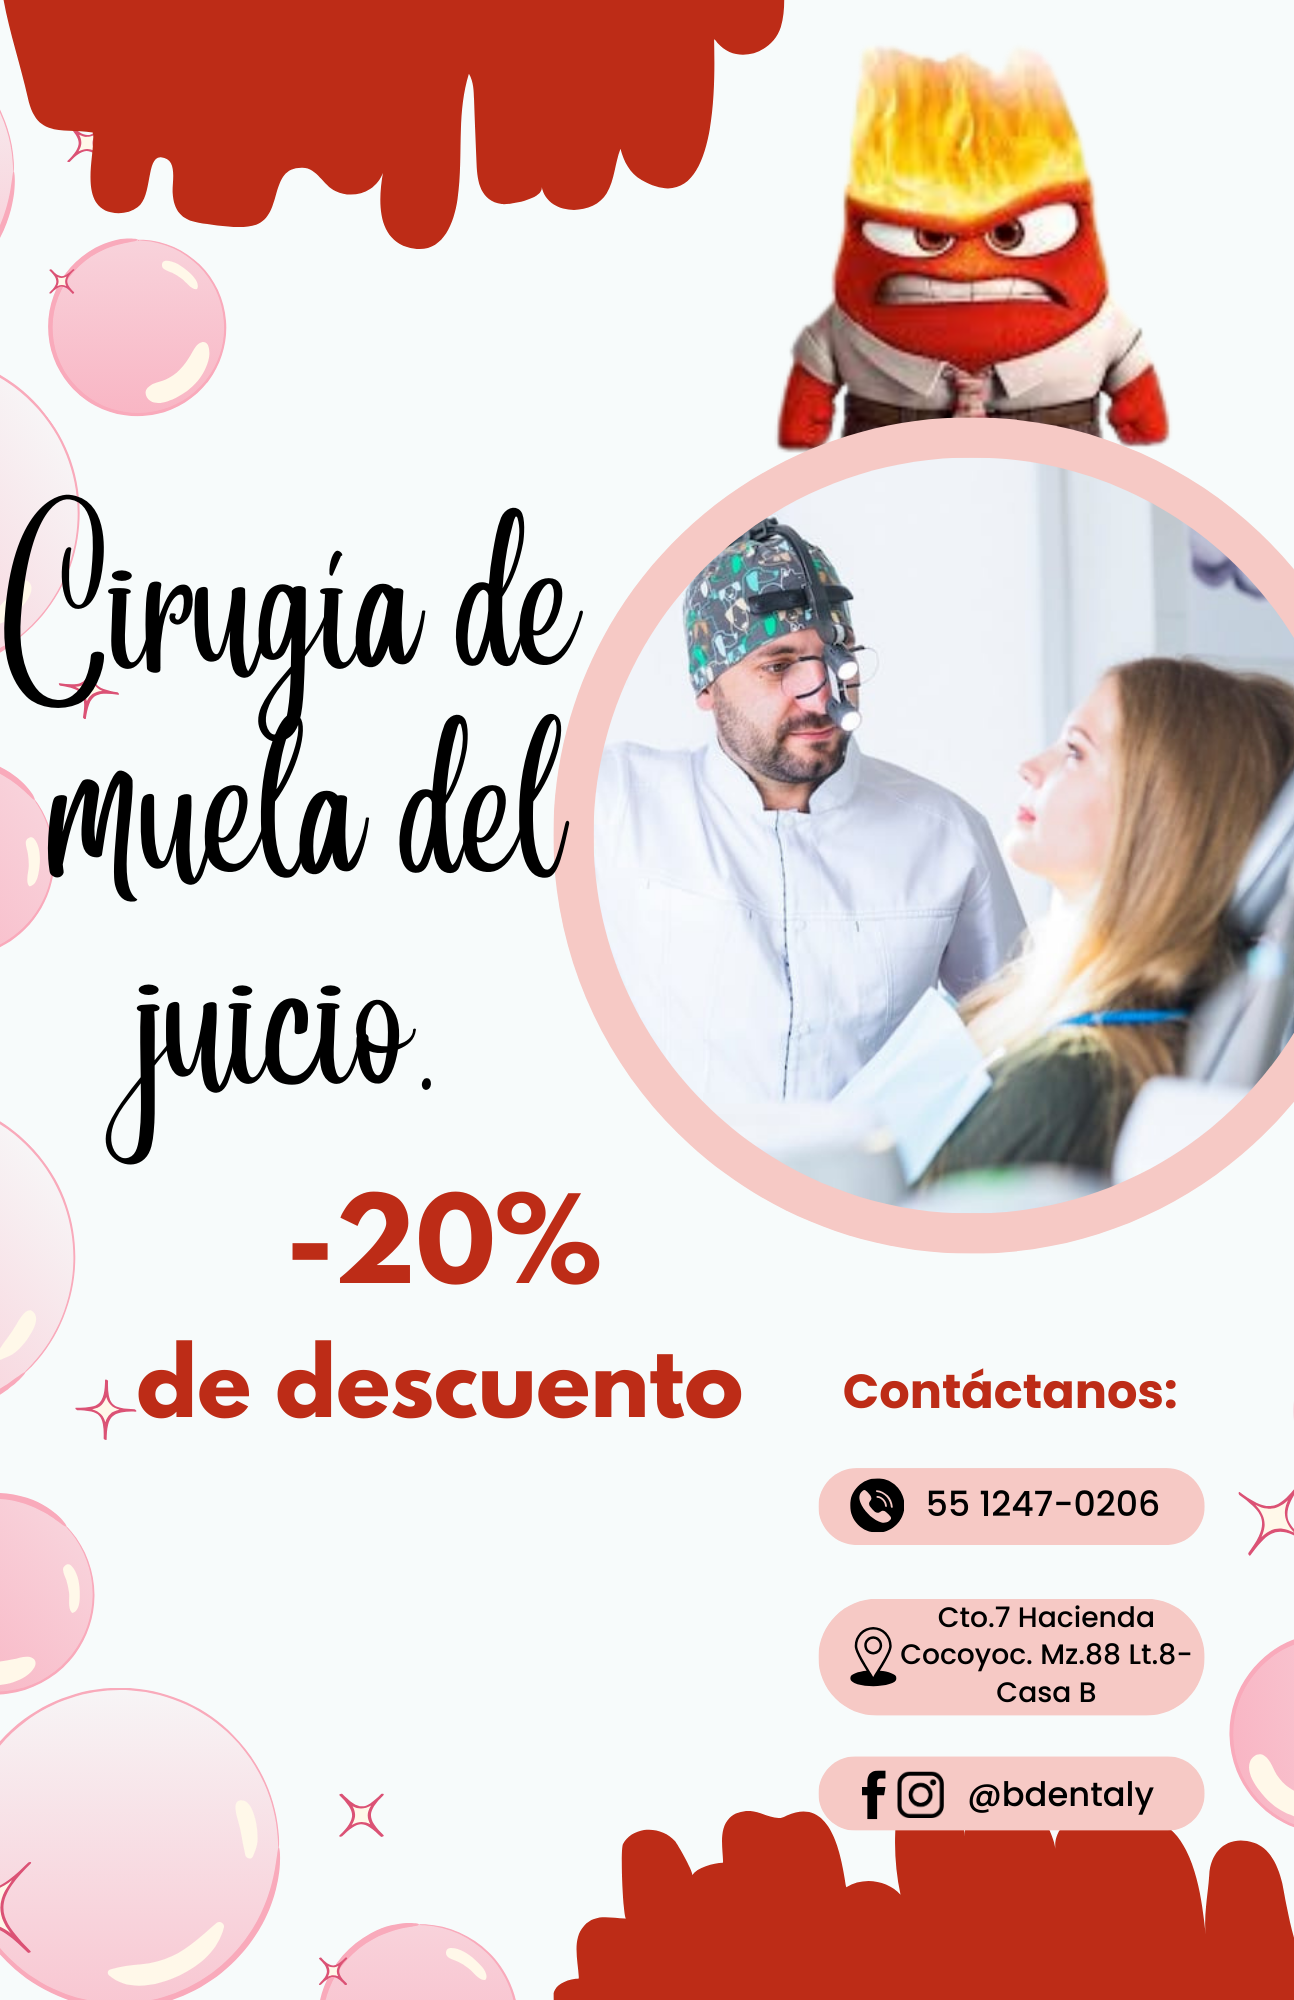 Cirugía de
muela del
juicio.
-20%
de descuento
Contáctanos:
55 1247-0206
Cto.7 Hacienda
Cocoyoc. Mz.88 Lt.8-
Casa B
@bdentaly